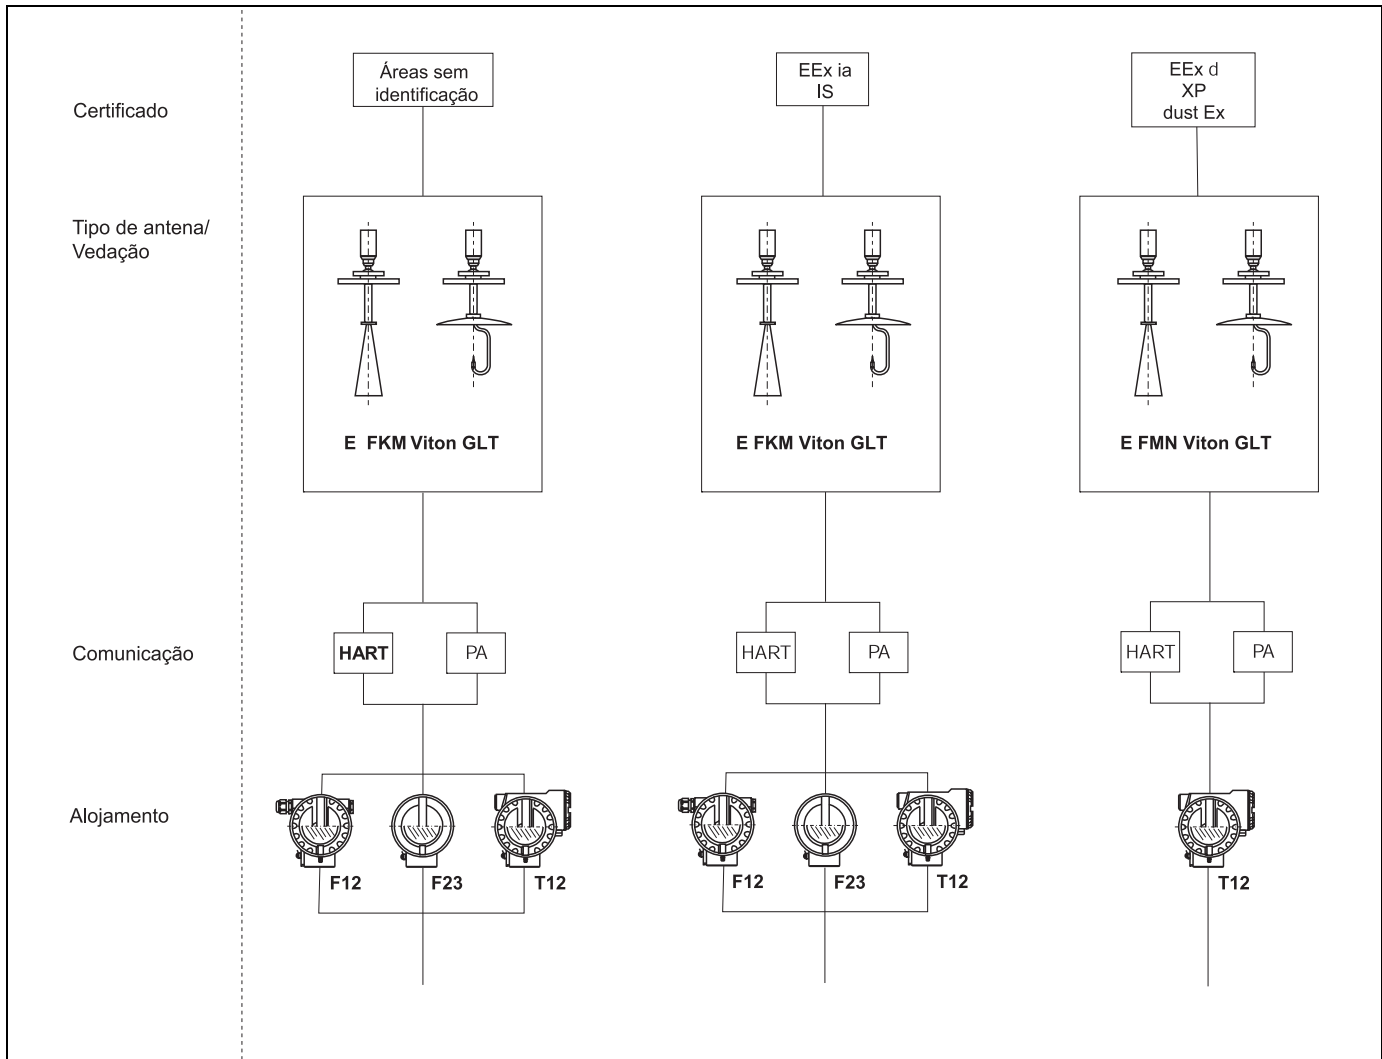 Certificado
Áreas sem
identificação
EEx ia
IS
EEx d
XP
dust Ex
Tipo de antena/
Vedação
E FKM Viton GLT
E FKM Viton GLT
E FMN Viton GLT
Comunicação
HART
PA
HART
PA
HART
PA
Alojamento
F12
F23
T12
F12
F23
T12
T12